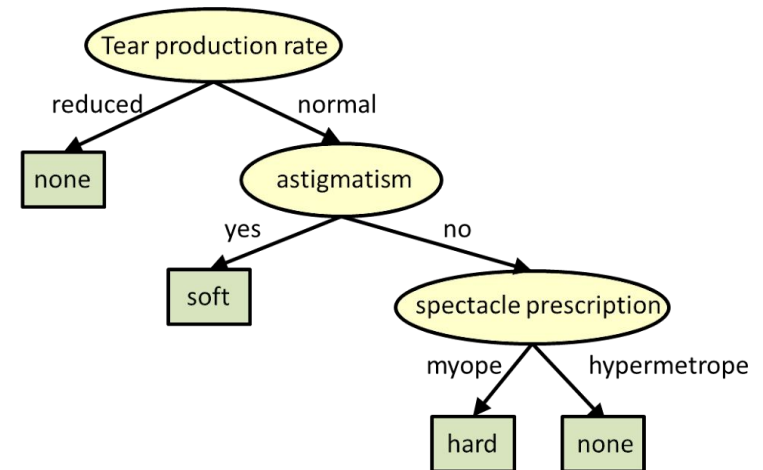 Tear production rate
reduced
normal
none
astigmatism
yes
no
soft
spectacle prescription
myope
hypermetrope
hard
none